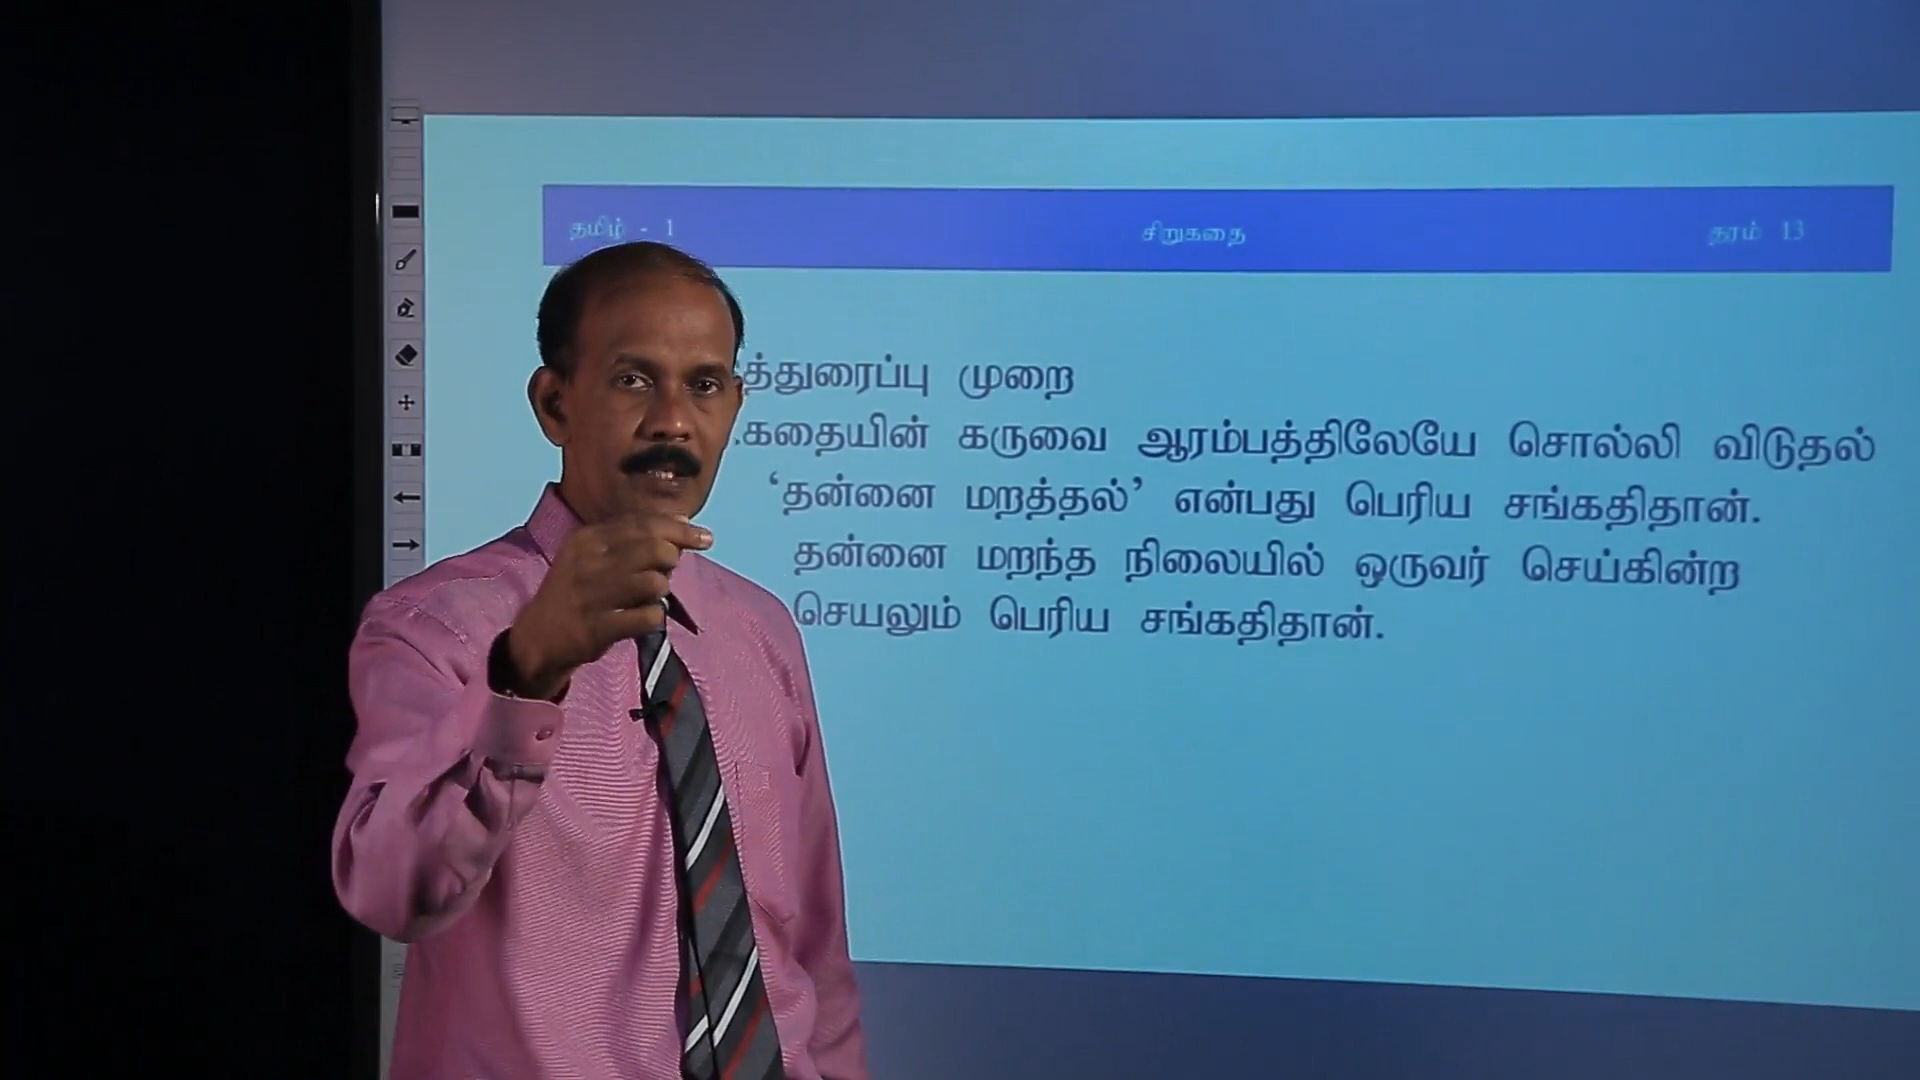 தமிழ் - 1 சிறுகதை தரம் 13
முறை
கதையின் கருவை ஆரம்பத்திலேயே சொல்லி விடுதல்
‘தன்னை மறத்தல்’ என்பது பெரிய சங்கதிதான்.
தன்னை மறந்த நிலையில் ஒருவர் செய்கின்ற
செயலும் பெரிய சங்கதிதான்.